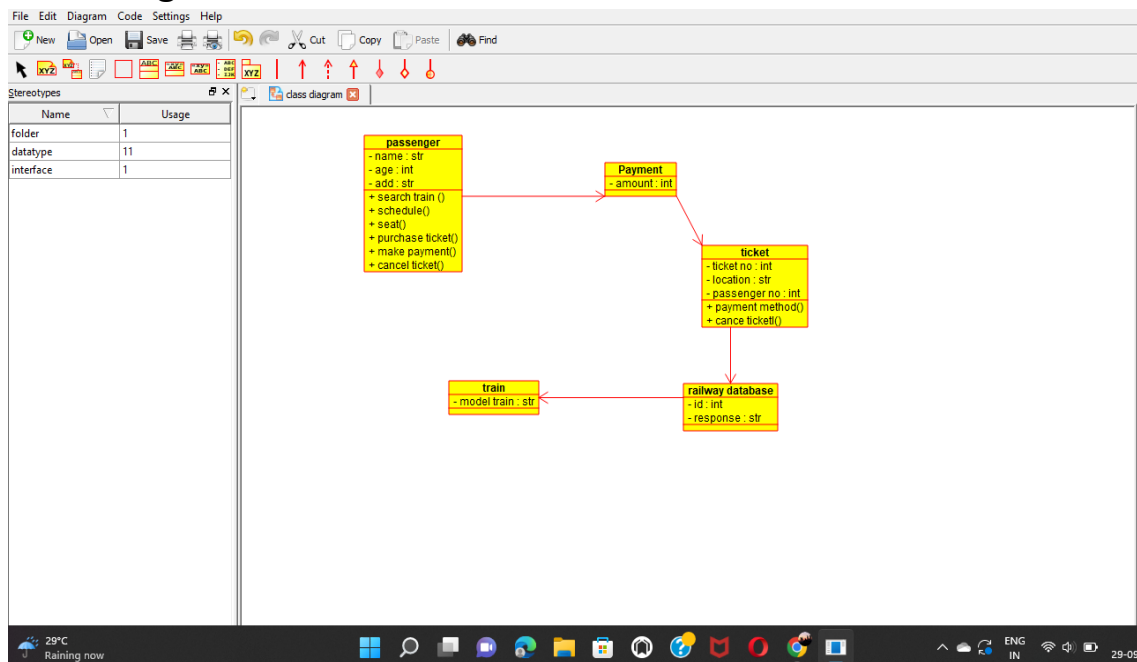 File Edit Diagram Code Settings Help
New Open Save Cut Copy Paste Find
Stereotypes
class diagram
Name Usage
folder 1
datatype 11
interface 1
passenger
- name : str
- age : int
- add : str
+ search train ()
+ schedule()
+ seat()
+ purchase ticket()
+ make payment()
+ cancel ticket()
Payment
- amount : int
ticket
- ticket no : int
- location : str
- passenger no : int
+ payment method()
+ cance ticketl()
railway database
- id : int
- response : str
train
- model train : str
29°C
Raining now
ENG
IN
29-09